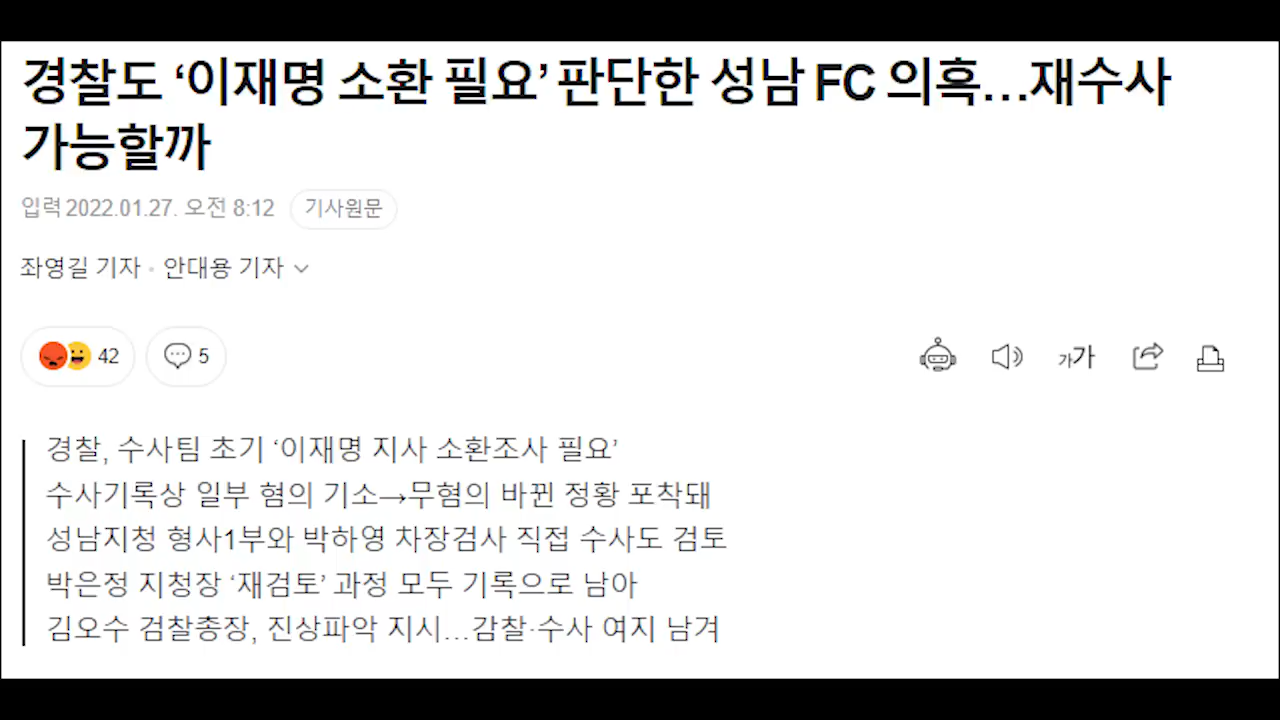 경찰도 ‘이재명 소환 필요’ 판단한 성남 FC 의혹…재수사
가능할까
입력 2022.01.27. 오전 8:12 기사원문
좌영길 기자 · 안대용 기자
42 5 가가
경찰, 수사팀 초기 ‘이재명 지사 소환조사 필요’
수사기록상 일부 혐의 기소→무혐의 바뀐 정황 포착돼
성남지청 형사1부와 박하영 차장검사 직접 수사도 검토
박은정 지청장 ‘재검토’ 과정 모두 기록으로 남아
김오수 검찰총장, 진상파악 지시…감찰·수사 여지 남겨